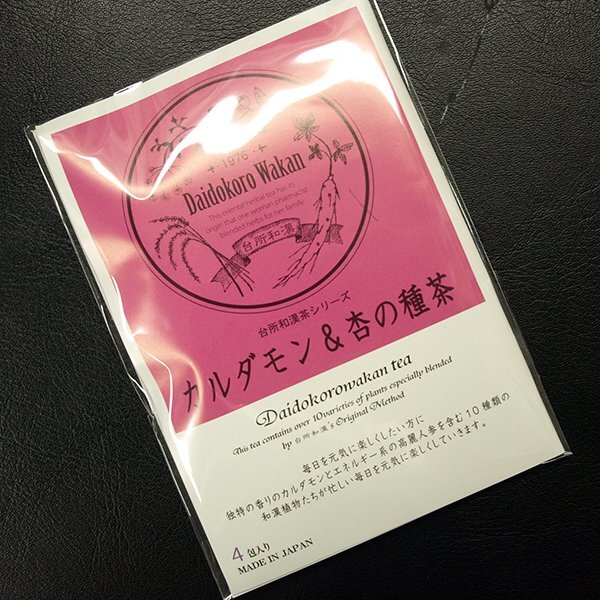 1976
Daidokoro Wakan
This oriental herbal tea has its
origin that one woman pharmacist
blended herbs for her family
台所和漢
台所和漢茶シリーズ
カルダモン&杏の種茶
Daidokorowakan tea
This tea contains over 10varieties of plants especially blended
by 台所和漢's Original Method
毎日を元気に楽しくしたい方に
独特の香りのカルダモンとエネルギー系の高麗人参を含む10種類の
和漢植物たちが忙しい毎日を元気に楽しくしていきます。
4包入り
MADE IN JAPAN